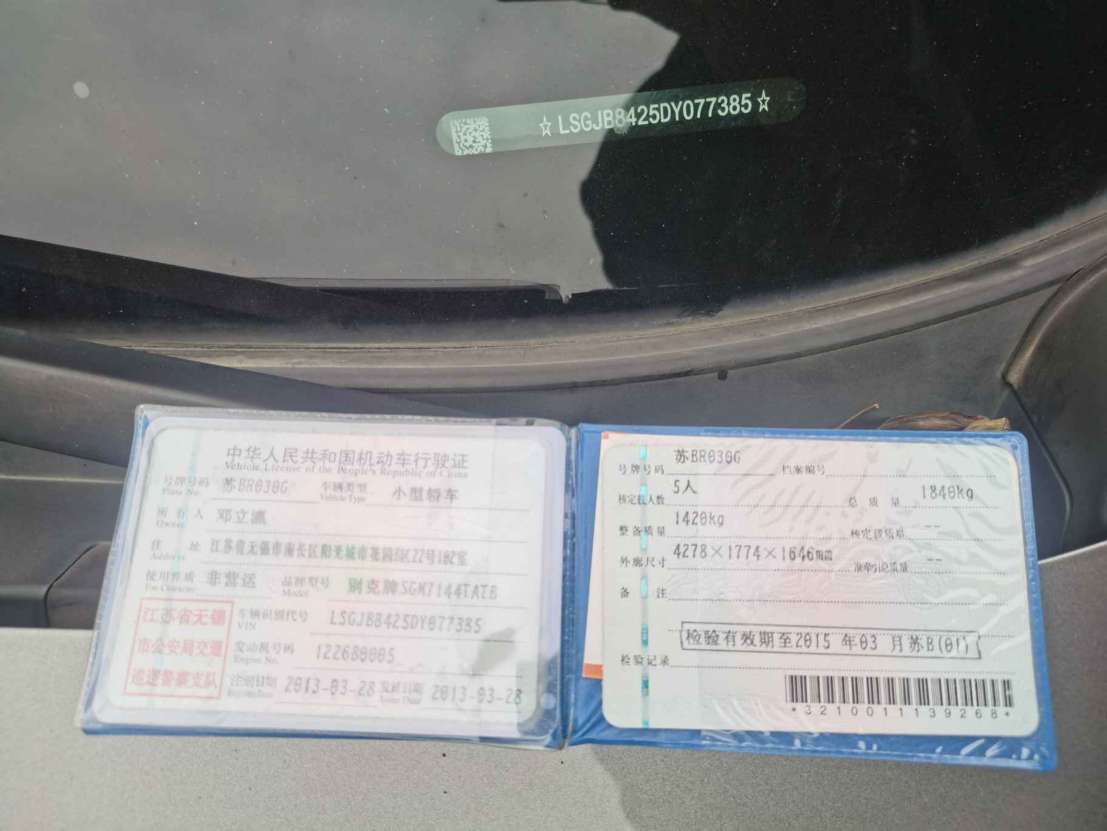 ☆LSGJB8425DY077385☆
中华人民共和国机动车行驶证
Vehicle License of the People's Republic of China
号牌号码 苏BR030G 车辆类型 小型轿车
Plate No. Vehicle Type
所有人 邓立
Owner
住址 江苏省无锡市南长区阳光城市花园 22号102室
Address
使用性质 非营运 品牌型号 别克牌SGM7144TATB
Use Character Model
江苏省无锡
市公安局交通
巡逻警察支队
车辆识别代号 LSGJB8425DY077385
VIN
发动机号码 122680005
Engine No.
注册日期 2013-03-28 发证日期 2013-03-28
Register Date Issue Date
号牌号码 苏BR030G 档案编号
核定载人数 5人 总质量 1840kg
整备质量 1420kg 核定载质量 --
外廓尺寸 4278×1774×1646mm 准牵引总质量 --
备注
检验有效期至2015年03月苏B(01)
检验记录
*3210011139268*